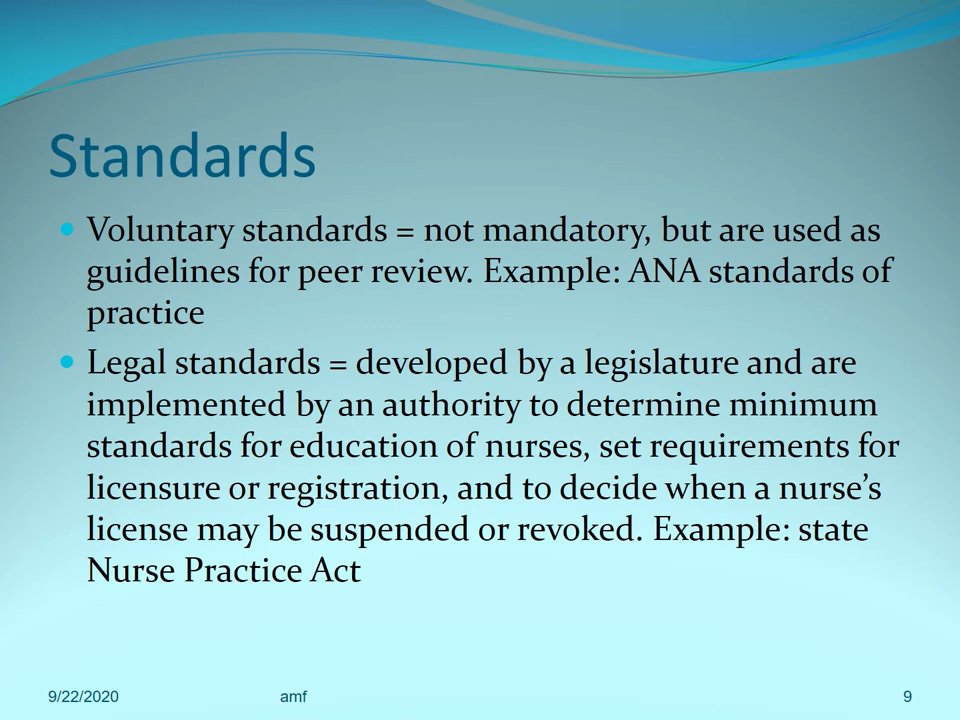 Standards
• Voluntary standards = not mandatory, but are used as
guidelines for peer review. Example: ANA standards of
practice
• Legal standards = developed by a legislature and are
implemented by an authority to determine minimum
standards for education of nurses, set requirements for
licensure or registration, and to decide when a nurse’s
license may be suspended or revoked. Example: state
Nurse Practice Act
9/22/2020 amf 9